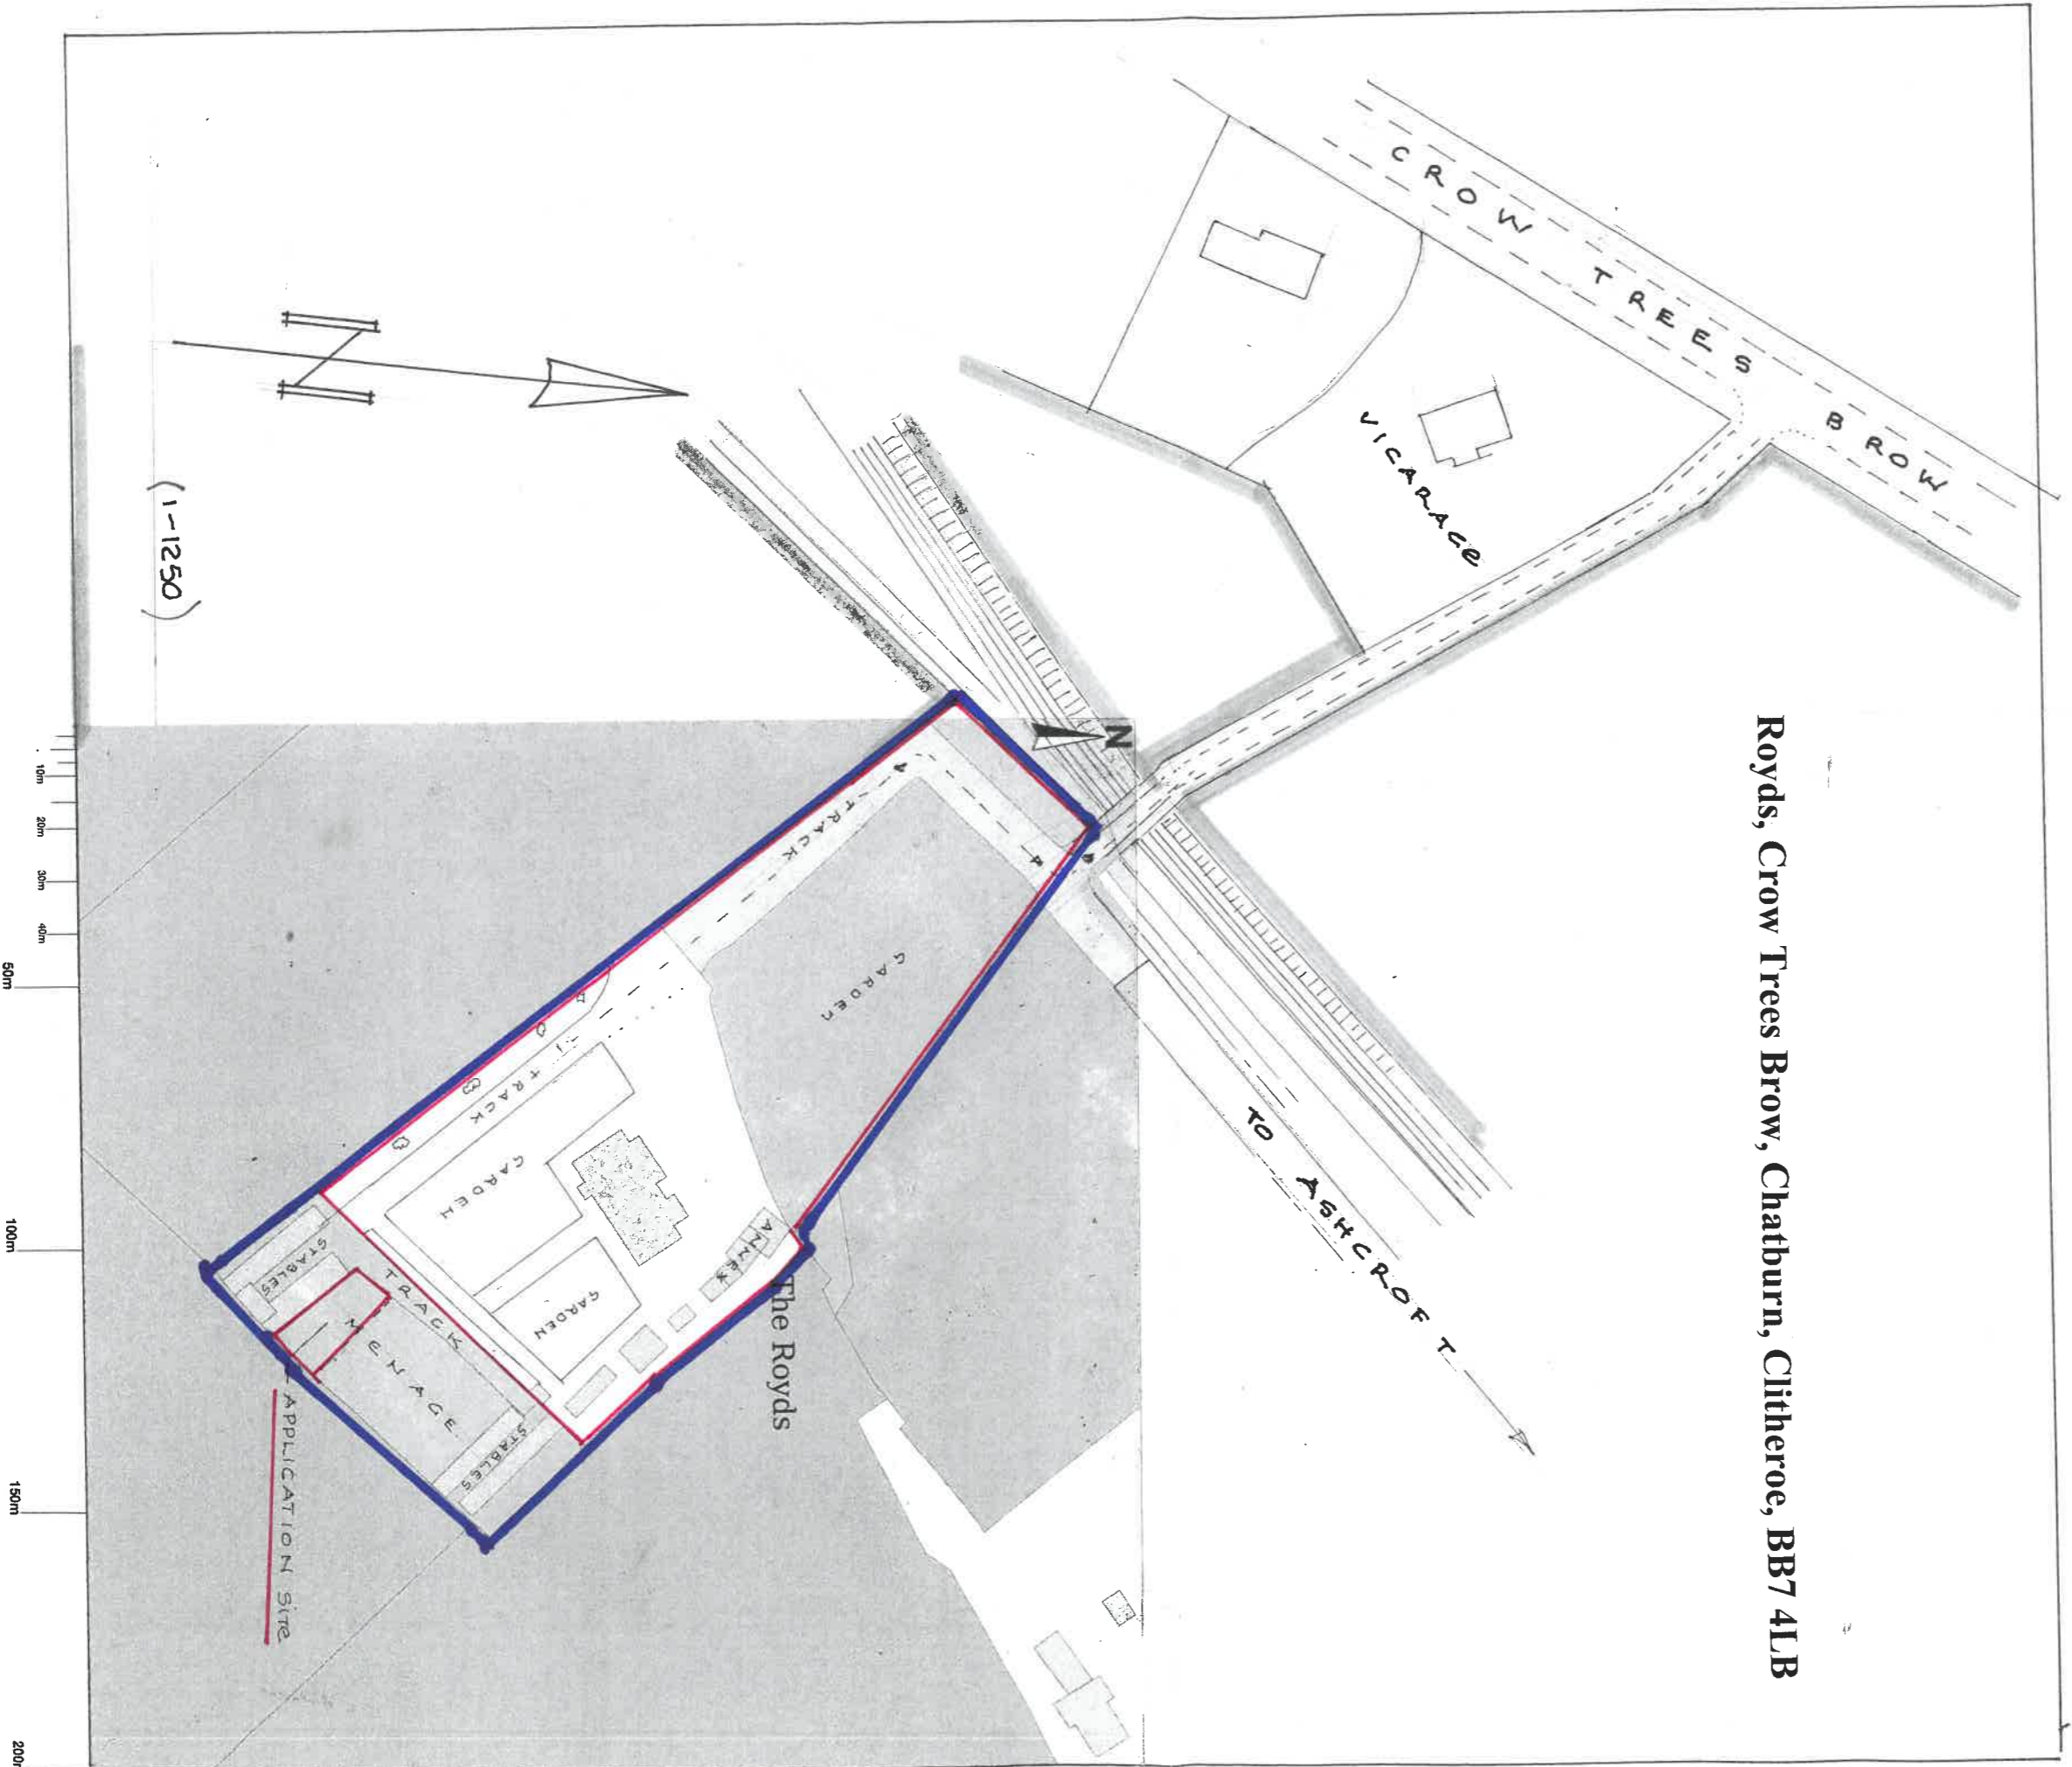 Royds, Crow Trees Brow, Chatburn, Clitheroe, BB7 4LB
CROW TREES BROW
VICARAGE
N
(1-1250)
N
TRACK
GARDEN
TO ASHCROFT
TRACK
GARDEN
GARDEN
ANNEX
The Royds
STABLES
TRACK
MENAGE
STABLES
APPLICATION SITE
10m
20m
30m
40m
50m
100m
150m
200m